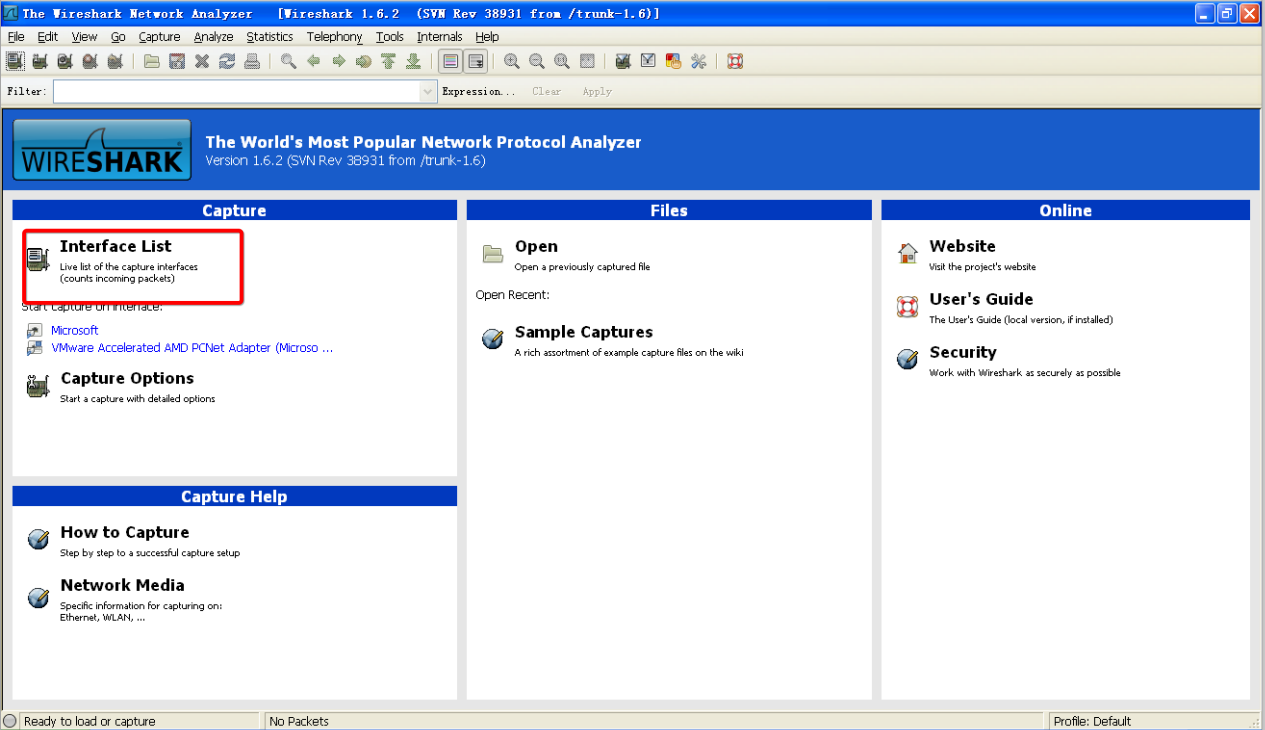 The Wireshark Network Analyzer [Wireshark 1.6.2 (SVN Rev 38931 from /trunk-1.6)]
File Edit View Go Capture Analyze Statistics Telephony Tools Internals Help
Filter: Expression... Clear Apply
WIRESHARK
The World's Most Popular Network Protocol Analyzer
Version 1.6.2 (SVN Rev 38931 from /trunk-1.6)
Capture
Interface List
Live list of the capture interfaces
(counts incoming packets)
Start capture on interface:
Microsoft
VMware Accelerated AMD PCNet Adapter (Microso ...
Capture Options
Start a capture with detailed options
Capture Help
How to Capture
Step by step to a successful capture setup
Network Media
Specific information for capturing on:
Ethernet, WLAN, ...
Files
Open
Open a previously captured file
Open Recent:
Sample Captures
A rich assortment of example capture files on the wiki
Online
Website
Visit the project's website
User's Guide
The User's Guide (local version, if installed)
Security
Work with Wireshark as securely as possible
Ready to load or capture
No Packets
Profile: Default